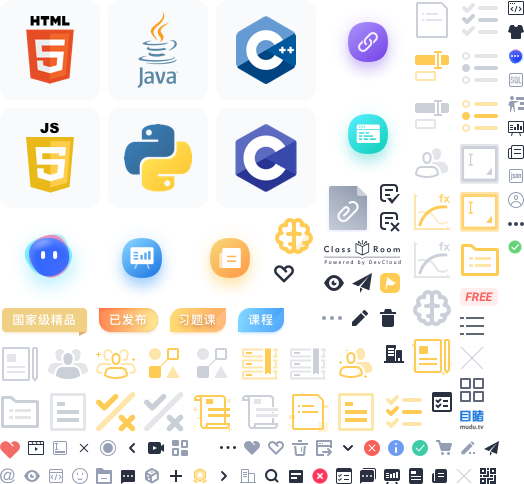 HTML
5
Java
C++
JS
5
C
SQL
json
fx
fx
Class Room
Powered by DevCloud
FREE
国家级精品
已发布
习题课
课程
目睹
mudu.tv